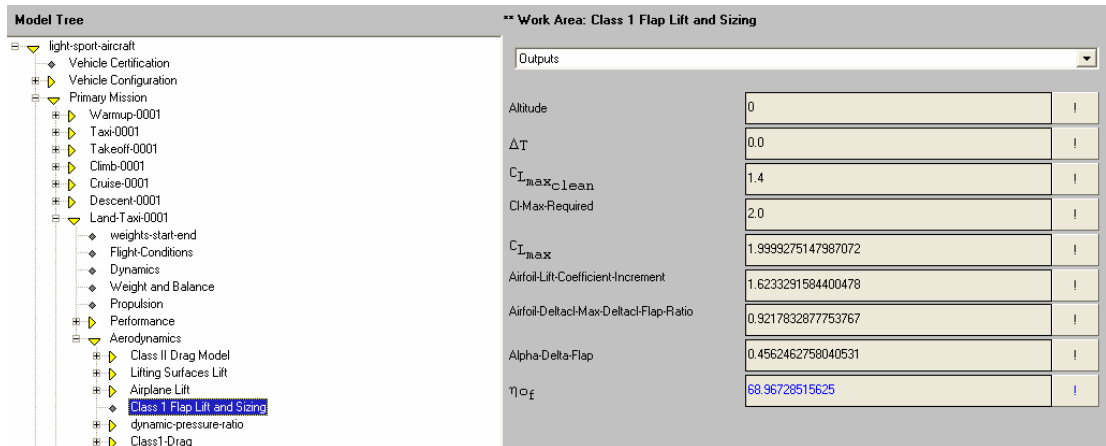 Model Tree
light-sport-aircraft
Vehicle Certification
Vehicle Configuration
Primary Mission
Warmup-0001
Taxi-0001
Takeoff-0001
Climb-0001
Cruise-0001
Descent-0001
Land-Taxi-0001
weights-start-end
Flight-Conditions
Dynamics
Weight and Balance
Propulsion
Performance
Aerodynamics
Class II Drag Model
Lifting Surfaces Lift
Airplane Lift
Class 1 Flap Lift and Sizing
dynamic-pressure-ratio
Class1-Drag
** Work Area: Class 1 Flap Lift and Sizing
Outputs
Altitude 0 !
ΔT 0.0 !
CLmaxclean 1.4 !
Cl-Max-Required 2.0 !
CLmax 1.9999275147987072 !
Airfoil-Lift-Coefficient-Increment 1.6233291584400478 !
Airfoil-Deltacl-Max-Deltacl-Flap-Ratio 0.9217832877753767 !
Alpha-Delta-Flap 0.4562462758040531 !
ηof 68.96728515625 !